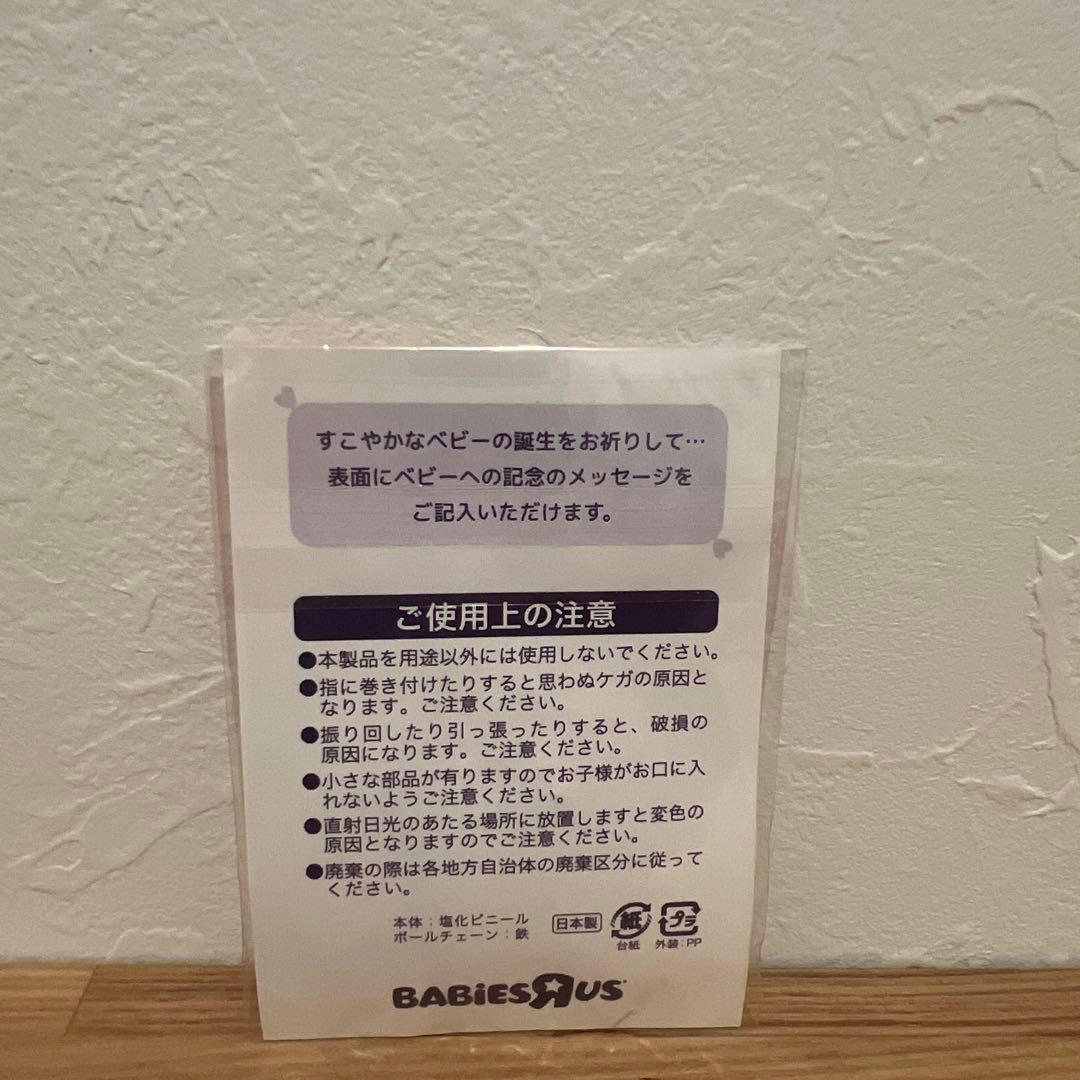 すこやかなベビーの誕生をお祈りして…
表面にベビーへの記念のメッセージを
ご記入いただけます。
ご使用上の注意
●本製品を用途以外には使用しないでください。
●指に巻き付けたりすると思わぬケガの原因と
なります。ご注意ください。
●振り回したり引っ張ったりすると、破損の
原因になります。ご注意ください。
●小さな部品が有りますのでお子様がお口に入
れないようご注意ください。
●直射日光のあたる場所に放置しますと変色の
原因となりますのでご注意ください。
●廃棄の際は各地方自治体の廃棄区分に従って
ください。
本体：塩化ビニール
ボールチェーン：鉄
日本製
紙
台紙
プラ
外装：PP
BABiESRUS